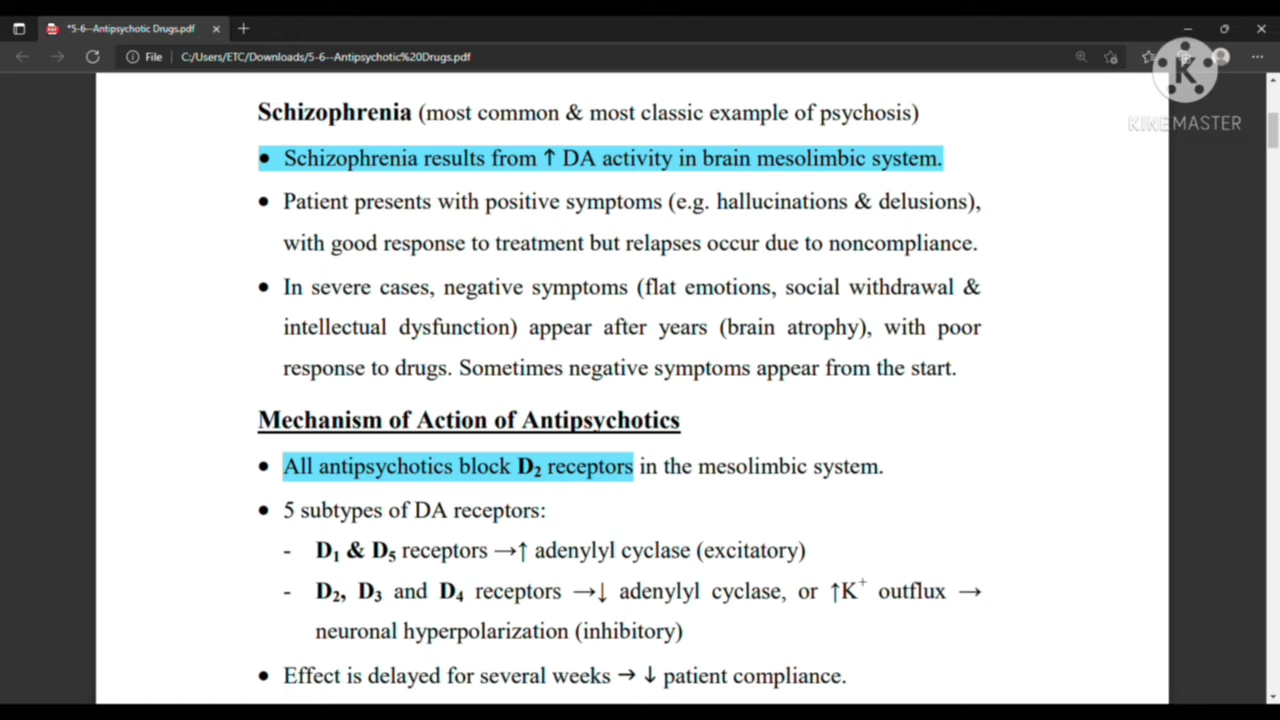 *5-6--Antipsychotic Drugs.pdf
File
C:/Users/ETC/Downloads/5-6--Antipsychotic%20Drugs.pdf
K
KINEMASTER
Schizophrenia (most common & most classic example of psychosis)
• Schizophrenia results from ↑ DA activity in brain mesolimbic system.
• Patient presents with positive symptoms (e.g. hallucinations & delusions),
with good response to treatment but relapses occur due to noncompliance.
• In severe cases, negative symptoms (flat emotions, social withdrawal &
intellectual dysfunction) appear after years (brain atrophy), with poor
response to drugs. Sometimes negative symptoms appear from the start.
Mechanism of Action of Antipsychotics
• All antipsychotics block D₂ receptors in the mesolimbic system.
• 5 subtypes of DA receptors:
- D₁ & D₅ receptors →↑ adenylyl cyclase (excitatory)
- D₂, D₃ and D₄ receptors →↓ adenylyl cyclase, or ↑K⁺ outflux →
neuronal hyperpolarization (inhibitory)
• Effect is delayed for several weeks → ↓ patient compliance.